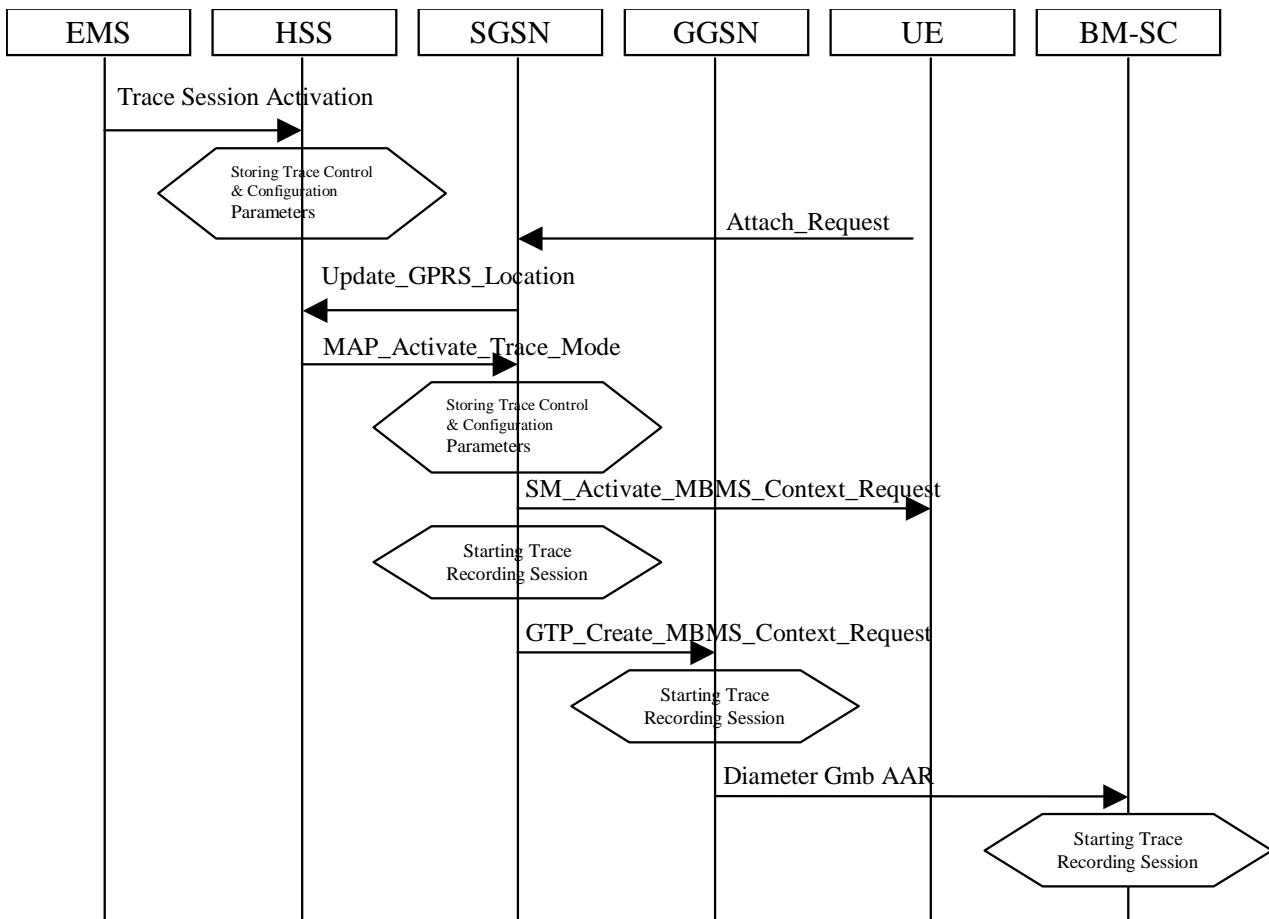 EMS
HSS
SGSN
GGSN
UE
BM-SC
Trace Session Activation
Storing Trace Control
& Configuration
Parameters
Attach_Request
Update_GPRS_Location
MAP_Activate_Trace_Mode
Storing Trace Control
& Configuration
Parameters
SM_Activate_MBMS_Context_Request
Starting Trace
Recording Session
GTP_Create_MBMS_Context_Request
Starting Trace
Recording Session
Diameter Gmb AAR
Starting Trace
Recording Session